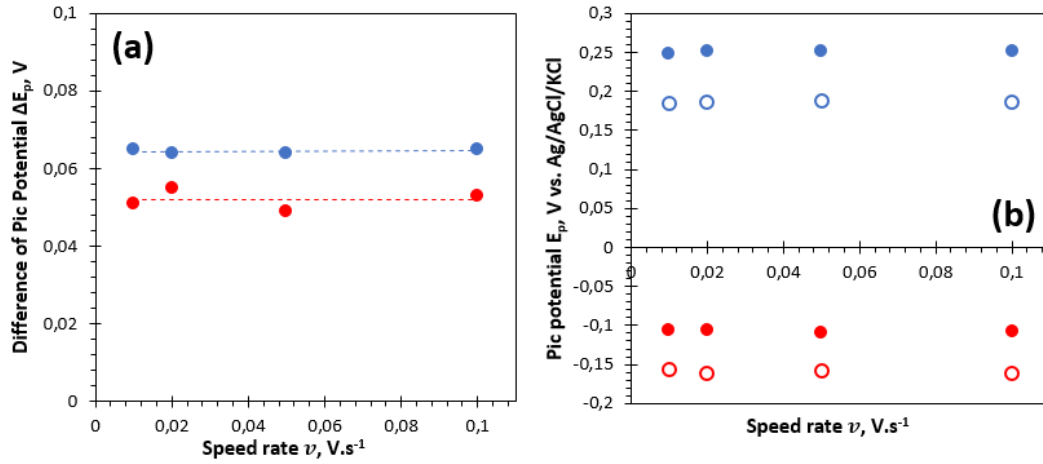 (a)
Difference of Pic Potential ΔEₚ, V
0,1
0,08
0,06
0,04
0,02
0
0 0,02 0,04 0,06 0,08 0,1
Speed rate 𝜈, V.s⁻¹
(b)
Pic potential Eₚ, V vs. Ag/AgCl/KCl
0,3
0,25
0,2
0,15
0,1
0,05
0
-0,05
-0,1
-0,15
-0,2
0 0,02 0,04 0,06 0,08 0,1
Speed rate 𝜈, V.s⁻¹